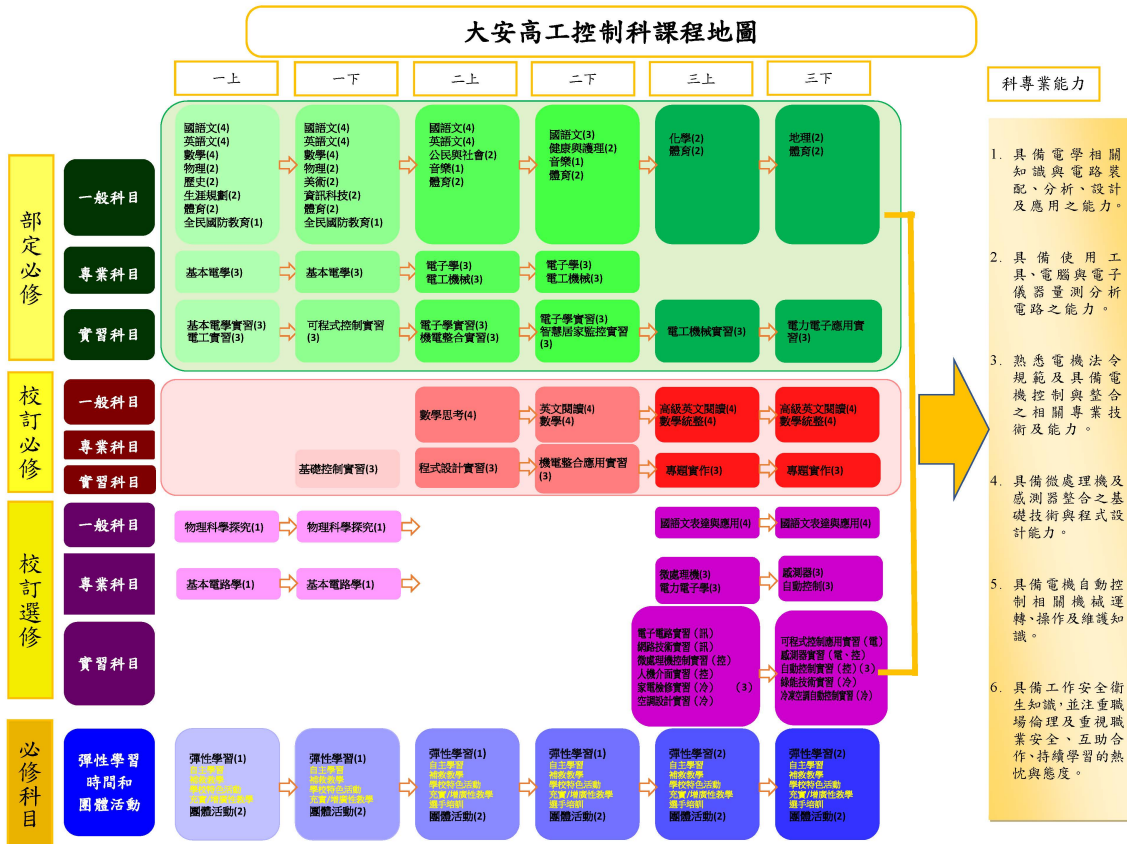 大安高工控制科課程地圖
一上
一下
二上
二下
三上
三下
科專業能力
部定必修
一般科目
國語文(4)
英語文(4)
數學(4)
物理(2)
歷史(2)
生涯規劃(2)
體育(2)
全民國防教育(1)
國語文(4)
英語文(4)
數學(4)
物理(2)
美術(2)
資訊科技(2)
體育(2)
全民國防教育(1)
國語文(4)
英語文(4)
公民與社會(2)
音樂(1)
體育(2)
國語文(3)
健康與護理(2)
音樂(1)
體育(2)
化學(2)
體育(2)
地理(2)
體育(2)
專業科目
基本電學(3)
基本電學(3)
電子學(3)
電工機械(3)
電子學(3)
電工機械(3)
實習科目
基本電學實習(3)
電工實習(3)
可程式控制實習
(3)
電子學實習(3)
機電整合實習(3)
電子學實習(3)
智慧居家監控實習
(3)
電工機械實習(3)
電力電子應用實
習(3)
校訂必修
一般科目
數學思考(4)
英文閱讀(4)
數學(4)
高級英文閱讀(4)
數學統整(4)
高級英文閱讀(4)
數學統整(4)
專業科目
實習科目
基礎控制實習(3)
程式設計實習(3)
機電整合應用實習
(3)
專題實作(3)
專題實作(3)
校訂選修
一般科目
物理科學探究(1)
物理科學探究(1)
國語文表達與應用(4)
國語文表達與應用(4)
專業科目
基本電路學(1)
基本電路學(1)
微處理機(3)
電力電子學(3)
感測器(3)
自動控制(3)
實習科目
電子電路實習(訊)
網路技術實習(訊)
微處理機控制實習(控)
人機介面實習(控)
家電檢修實習(冷) (3)
空調設計實習(冷)
可程式控制應用實習(電)
感測器實習(電、控)
自動控制實習(控)(3)
綠能技術實習(冷)
冷凍空調自動控制實習(冷)
必修科目
彈性學習
時間和
團體活動
彈性學習(1)
自主學習
補救教學
學校特色活動
充實/增廣性教學
團體活動(2)
彈性學習(1)
自主學習
補救教學
學校特色活動
充實/增廣性教學
團體活動(2)
彈性學習(1)
自主學習
補救教學
學校特色活動
充實/增廣性教學
選手培訓
團體活動(2)
彈性學習(1)
自主學習
補救教學
學校特色活動
充實/增廣性教學
選手培訓
團體活動(2)
彈性學習(2)
自主學習
補救教學
學校特色活動
充實/增廣性教學
選手培訓
團體活動(2)
彈性學習(2)
自主學習
補救教學
學校特色活動
充實/增廣性教學
選手培訓
團體活動(2)
1. 具備電學相關
知識與電路裝
配、分析、設計
及應用之能力。
2. 具備使用工
具、電腦與電子
儀器量測分析
電路之能力。
3. 熟悉電機法令
規範及具備電
機控制與整合
之相關專業技
術及能力。
4. 具備微處理機及
感測器整合之基
礎技術與程式設
計能力。
5. 具備電機自動控
制相關機械運
轉、操作及維護知
識。
6. 具備工作安全衛
生知識,並注重職
場倫理及重視職
業安全、互助合
作、持續學習的熱
忱與態度。